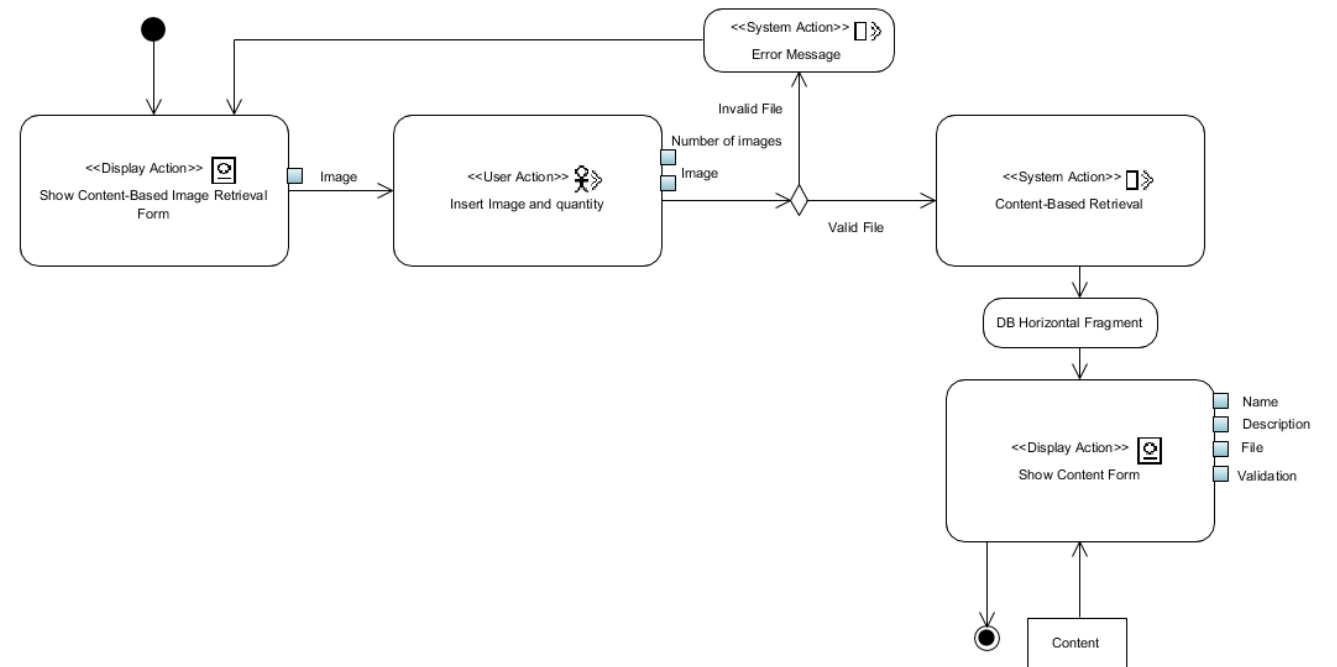 <<System Action>>
Error Message
Invalid File
<<Display Action>>
Show Content-Based Image Retrieval
Form
Image
<<User Action>>
Insert Image and quantity
Number of images
Image
Valid File
<<System Action>>
Content-Based Retrieval
DB Horizontal Fragment
<<Display Action>>
Show Content Form
Name
Description
File
Validation
Content